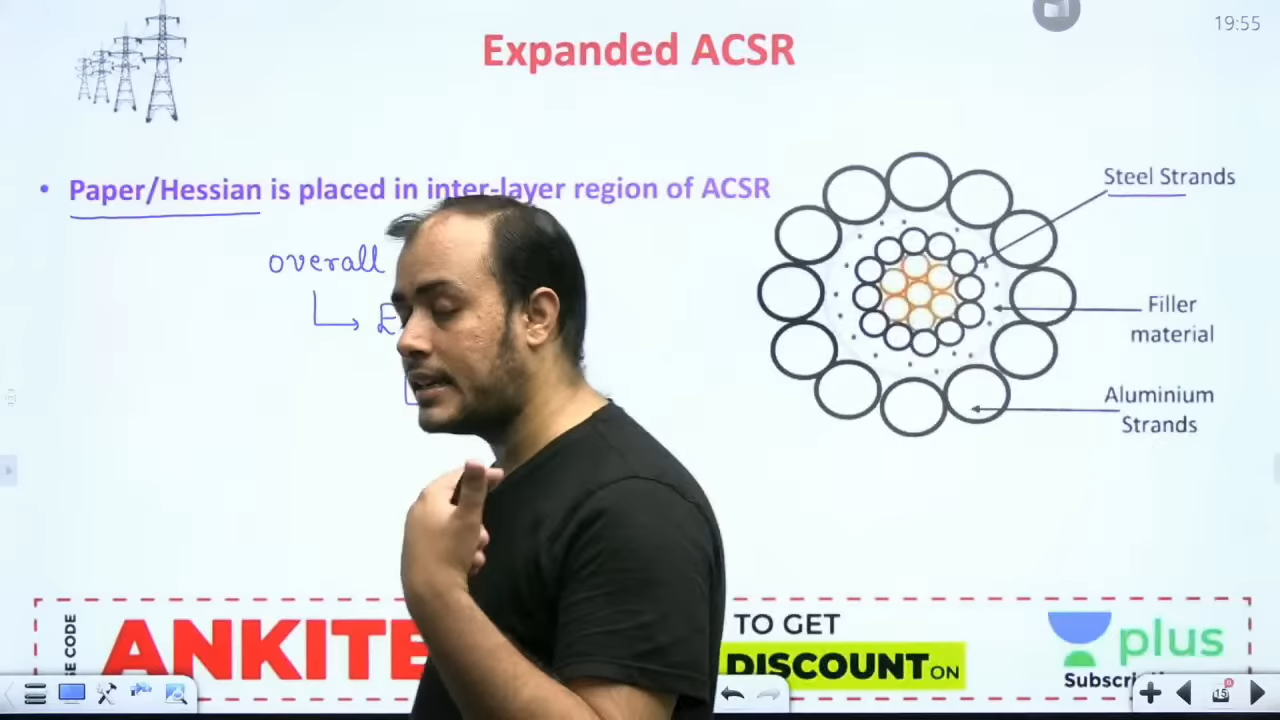 19:55
Expanded ACSR
• Paper/Hessian is placed in inter-layer region of ACSR
Steel Strands
overall
Filler
material
Aluminium
Strands
CODE
ANKITE
TO GET
DISCOUNT ON
plus
15